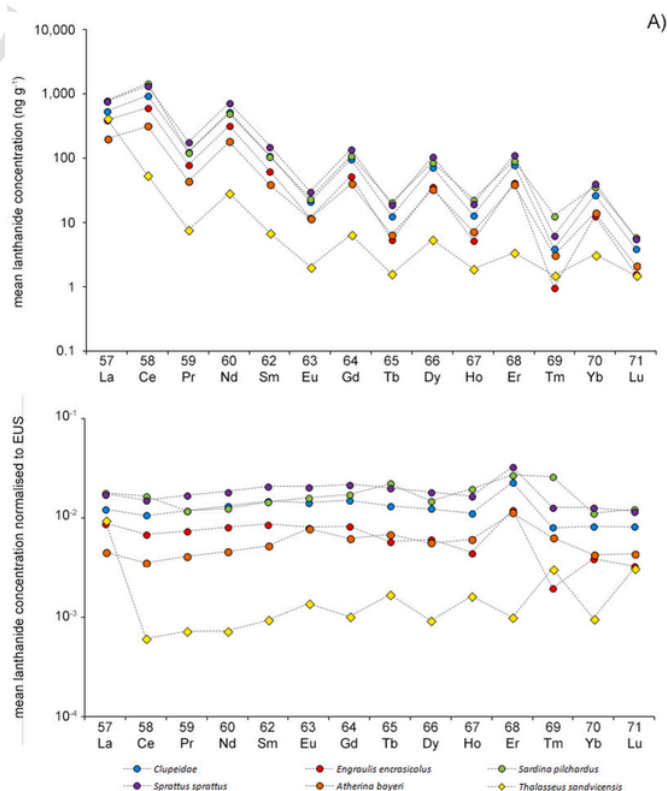 A)
mean lanthanide concentration (ng g⁻¹)
10,000
1,000
100
10
1
0.1
57 58 59 60 62 63 64 65 66 67 68 69 70 71
La Ce Pr Nd Sm Eu Gd Tb Dy Ho Er Tm Yb Lu
mean lanthanide concentration normalised to EUS
10⁻¹
10⁻²
10⁻³
10⁻⁴
57 58 59 60 62 63 64 65 66 67 68 69 70 71
La Ce Pr Nd Sm Eu Gd Tb Dy Ho Er Tm Yb Lu
Clupeidae Engraulis encrasicolus Sardina pilchardus
Sprattus sprattus Atherina boyeri Thalasseus sandvicensis